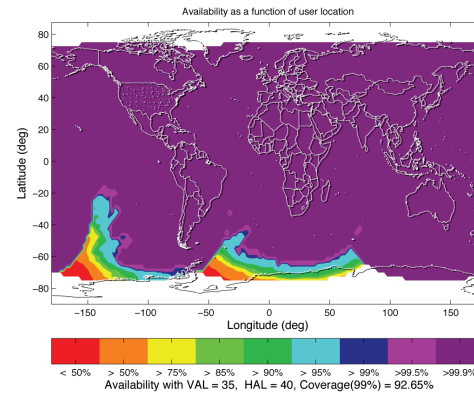 Availability as a function of user location
80
60
40
20
0
−20
−40
−60
−80
Latitude (deg)
−150 −100 −50 0 50 100 150
Longitude (deg)
< 50% > 50% > 75% > 85% > 90% > 95% > 99% >99.5% >99.9%
Availability with VAL = 35, HAL = 40, Coverage(99%) = 92.65%